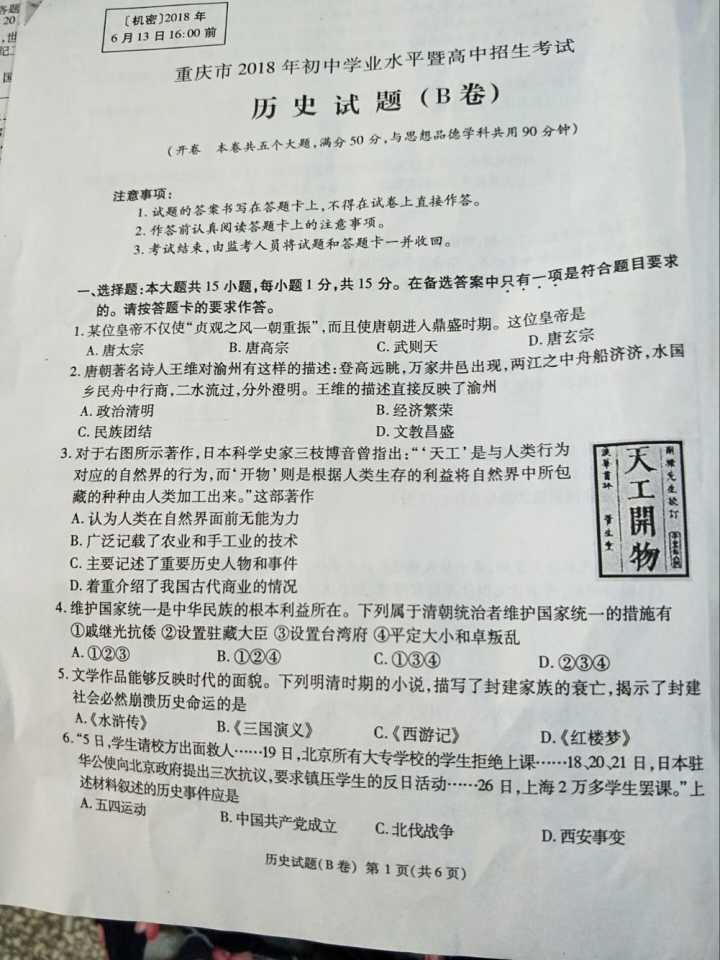 各题
20
,世
纪二
国
〔机密〕2018 年
6 月 13 日 16:00 前
重庆市 2018 年初中学业水平暨高中招生考试
历 史 试 题 (B 卷)
(开卷 本卷共五个大题,满分 50 分,与思想品德学科共用 90 分钟)
注意事项:
1. 试题的答案书写在答题卡上,不得在试卷上直接作答。
2. 作答前认真阅读答题卡上的注意事项。
3. 考试结束,由监考人员将试题和答题卡一并收回。
一、选择题:本大题共 15 小题,每小题 1 分,共 15 分。在备选答案中只有一项是符合题目要求
的。请按答题卡的要求作答。
1. 某位皇帝不仅使“贞观之风一朝重振”,而且使唐朝进入鼎盛时期。这位皇帝是
A. 唐太宗 B. 唐高宗 C. 武则天 D. 唐玄宗
2. 唐朝著名诗人王维对渝州有这样的描述:登高远眺,万家井邑出现,两江之中舟船济济,水国
乡民舟中行商,二水流过,分外澄明。王维的描述直接反映了渝州
A. 政治清明 B. 经济繁荣
C. 民族团结 D. 文教昌盛
3. 对于右图所示著作,日本科学史家三枝博音曾指出:“‘天工’是与人类行为
对应的自然界的行为,而‘开物’则是根据人类生存的利益将自然界中所包
藏的种种由人类加工出来。”这部著作
A. 认为人类在自然界面前无能为力
B. 广泛记载了农业和手工业的技术
C. 主要记述了重要历史人物和事件
D. 着重介绍了我国古代商业的情况
天工開物
4. 维护国家统一是中华民族的根本利益所在。下列属于清朝统治者维护国家统一的措施有
①戚继光抗倭 ②设置驻藏大臣 ③设置台湾府 ④平定大小和卓叛乱
A. ①②③ B. ①②④ C. ①③④ D. ②③④
5. 文学作品能够反映时代的面貌。下列明清时期的小说,描写了封建家族的衰亡,揭示了封建
社会必然崩溃历史命运的是
A.《水浒传》 B.《三国演义》 C.《西游记》 D.《红楼梦》
6. “5 日,学生请校方出面救人……19 日,北京所有大专学校的学生拒绝上课……18、20、21 日,日本驻
华公使向北京政府提出三次抗议,要求镇压学生的反日活动……26 日,上海 2 万多学生罢课。”上
述材料叙述的历史事件应是
A. 五四运动 B. 中国共产党成立 C. 北伐战争 D. 西安事变
历史试题(B 卷) 第 1 页(共 6 页)